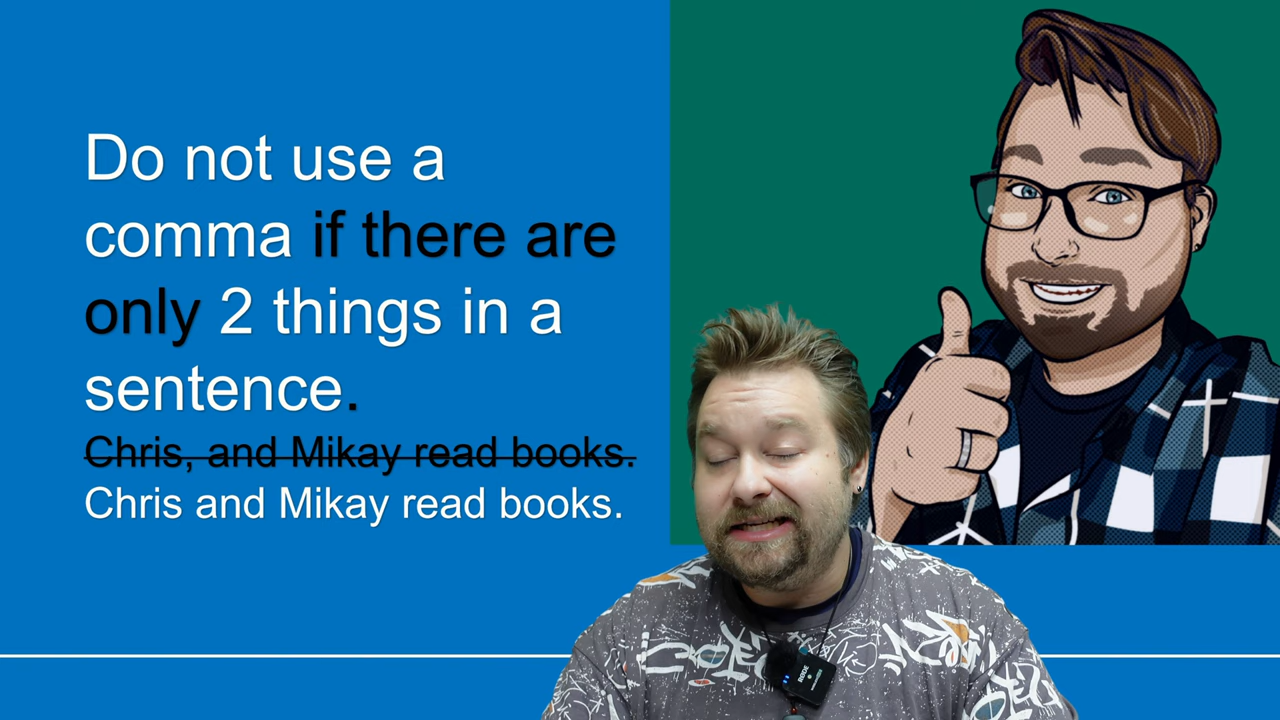 Do not use a
comma if there are
only 2 things in a
sentence.
Chris, and Mikay read books.
Chris and Mikay read books.
RODE